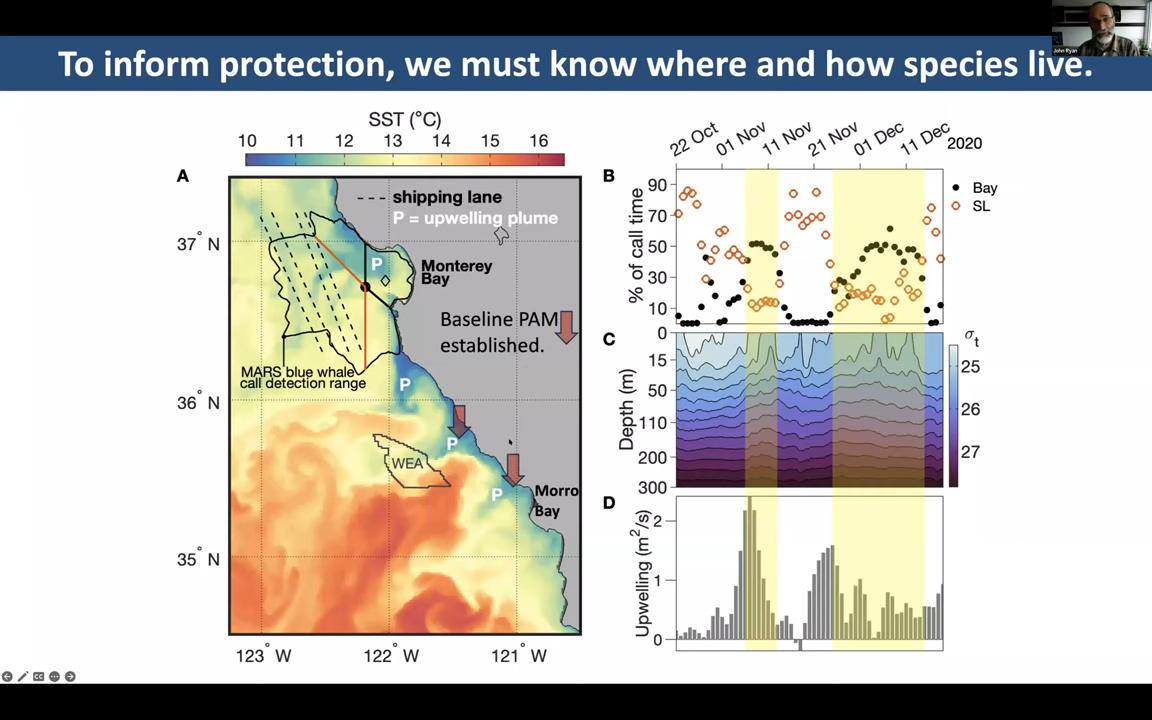 John Ryan
To inform protection, we must know where and how species live.
SST (°C)
10 11 12 13 14 15 16
A
shipping lane
P = upwelling plume
37° N
P
Monterey
Bay
Baseline PAM
established.
MARS blue whale
call detection range
36° N
P
P
WEA
P
Morro
Bay
35° N
123° W 122° W 121° W
22 Oct 01 Nov 11 Nov 21 Nov 01 Dec 11 Dec 2020
B
% of call time
90
70
50
30
10
Bay
SL
C
Depth (m)
0
15
50
110
200
300
σt
25
26
27
D
Upwelling (m²/s)
2
1
0
CC